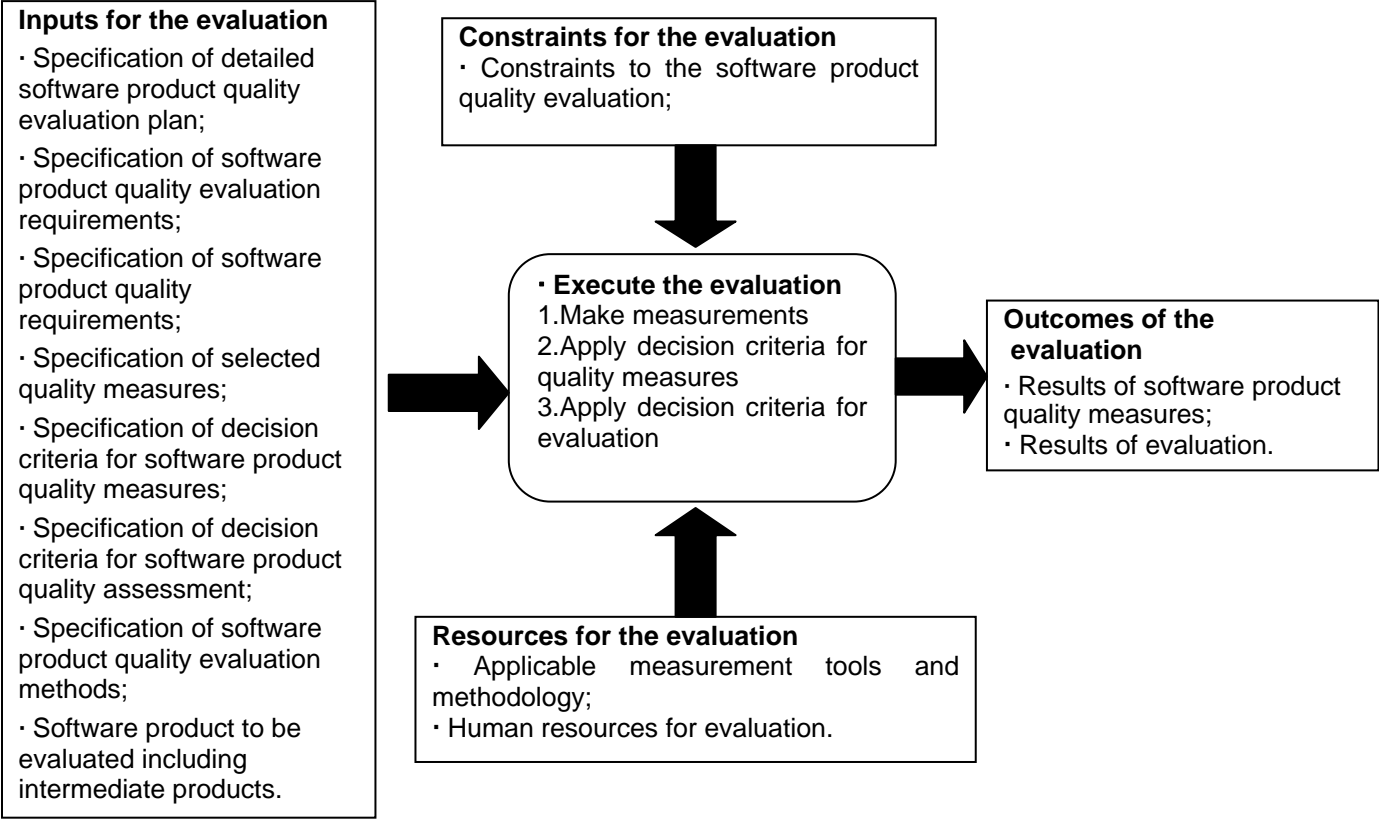 Inputs for the evaluation
· Specification of detailed
software product quality
evaluation plan;
· Specification of software
product quality evaluation
requirements;
· Specification of software
product quality
requirements;
· Specification of selected
quality measures;
· Specification of decision
criteria for software product
quality measures;
· Specification of decision
criteria for software product
quality assessment;
· Specification of software
product quality evaluation
methods;
· Software product to be
evaluated including
intermediate products.
Constraints for the evaluation
· Constraints to the software product
quality evaluation;
· Execute the evaluation
1.Make measurements
2.Apply decision criteria for
quality measures
3.Apply decision criteria for
evaluation
Resources for the evaluation
· Applicable measurement tools and
methodology;
· Human resources for evaluation.
Outcomes of the
evaluation
· Results of software product
quality measures;
· Results of evaluation.